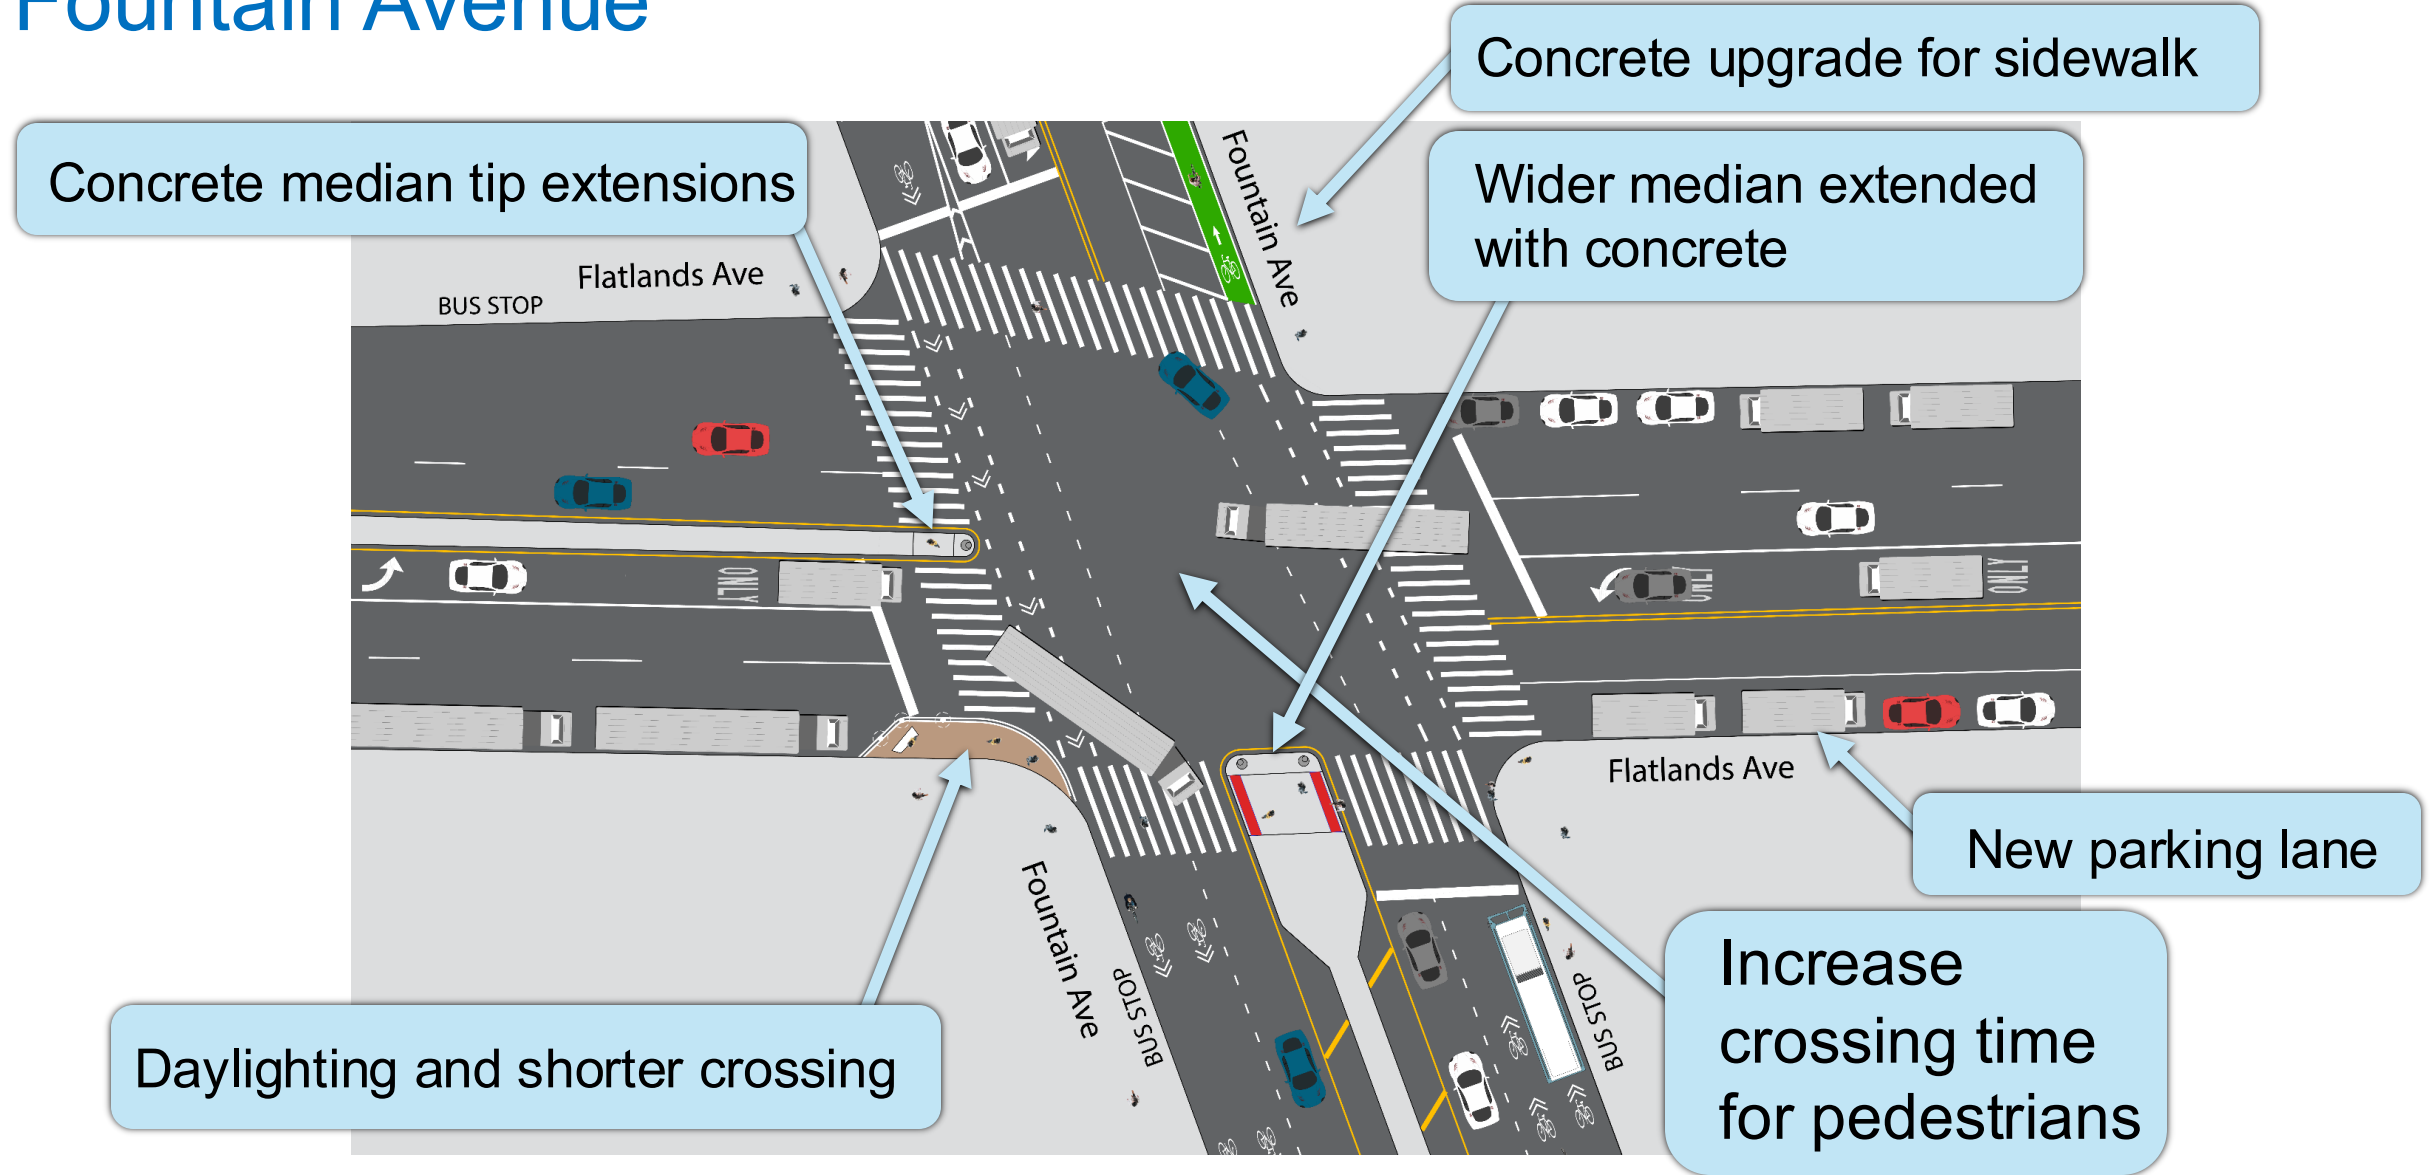 Fountain Avenue
Concrete upgrade for sidewalk
Concrete median tip extensions
Wider median extended
with concrete
Fountain Ave
Flatlands Ave
BUS STOP
ONLY
ONLY
ONLY
Flatlands Ave
New parking lane
Fountain Ave
BUS STOP
BUS STOP
Increase
crossing time
for pedestrians
Daylighting and shorter crossing